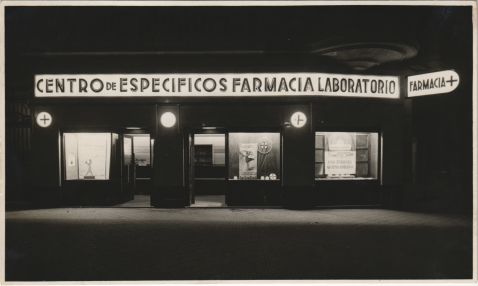 CENTRO DE ESPECIFICOS FARMACIA LABORATORIO
FARMACIA